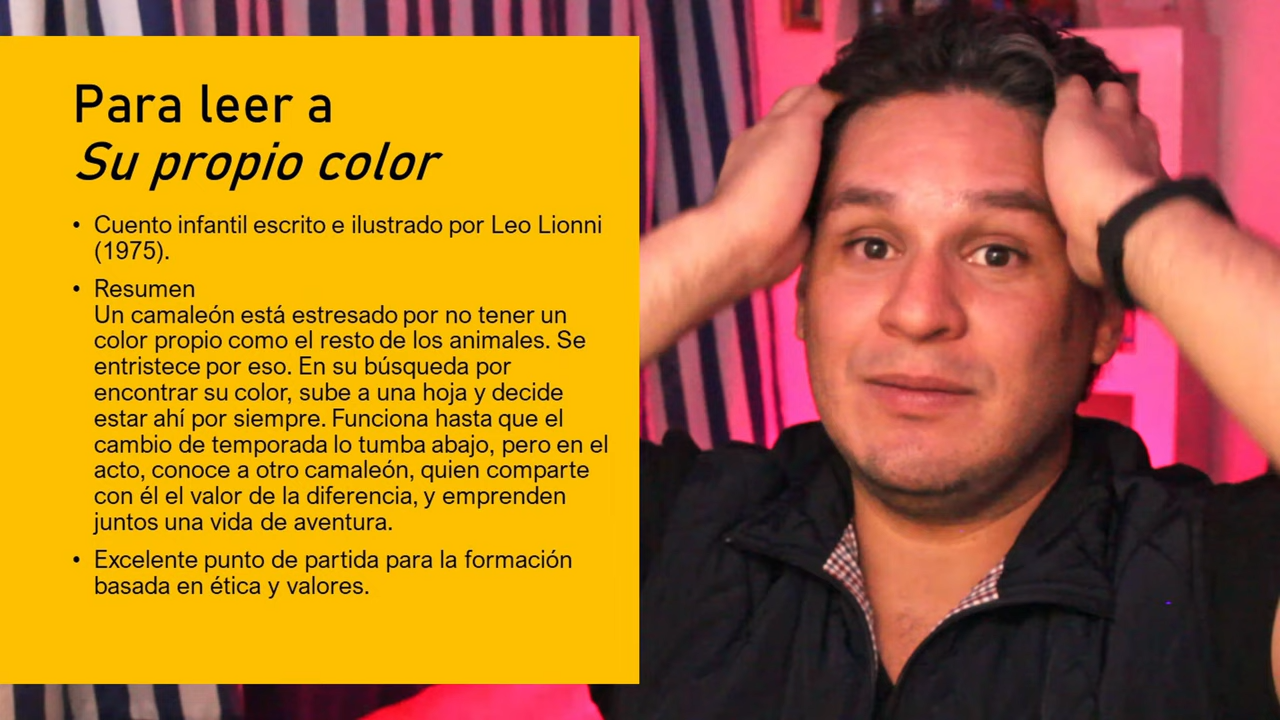 Para leer a
Su propio color
• Cuento infantil escrito e ilustrado por Leo Lionni
(1975).
• Resumen
Un camaleón está estresado por no tener un
color propio como el resto de los animales. Se
entristece por eso. En su búsqueda por
encontrar su color, sube a una hoja y decide
estar ahí por siempre. Funciona hasta que el
cambio de temporada lo tumba abajo, pero en el
acto, conoce a otro camaleón, quien comparte
con él el valor de la diferencia, y emprenden
juntos una vida de aventura.
• Excelente punto de partida para la formación
basada en ética y valores.